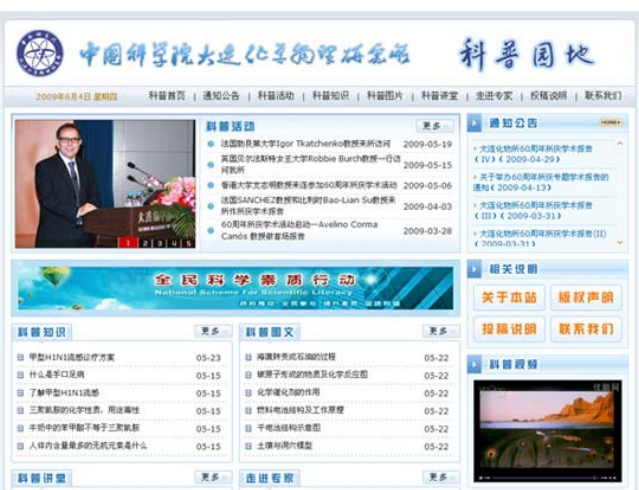 中国科学院大连化学物理研究所
科普园地
2009年6月4日 星期四
科普首页 | 通知公告 | 科普活动 | 科普知识 | 科普图片 | 科普讲堂 | 走进专家 | 投稿说明 | 联系我们
科普活动
更多
法国勃艮第大学Igor Tkatchenko教授来所访问 2009-05-19
英国贝尔法斯特女王大学Robbie Burch教授一行访
问我所 2009-05-15
香港大学支志明教授来连参加60周年所庆学术活动 2009-05-06
法国SANCHEZ教授和比利时Bao-Lian Su教授来
所作所庆学术报告 2009-04-03
60周年所庆学术活动启动—Avelino Corma
Canós 教授做首场报告 2009-03-28
1 2 3 4 5
通知公告
MORE
大连化物所60周年所庆学术报告
(IV)(2009-04-29)
关于举办60周年所庆专题学术报告的
通知(2009-04-13)
大连化物所60周年所庆学术报告
(III)(2009-03-31)
大连化物所60周年所庆学术报告(II)
(2009-03-31)
全民科学素质行动
National Scheme For Scientific Literacy
政府推动 全民参与 提升素质 促进和谐
相关说明
关于本站 版权声明
投稿说明 联系我们
科普知识
更多
甲型H1N1流感诊疗方案 05-23
什么是手口足病 05-15
了解甲型H1N1流感 05-15
三聚氰胺的化学性质、用途毒性 05-15
牛奶中的苯甲酸不等于三聚氰胺 05-15
人体内含量最多的无机元素是什么 05-15
科普图文
更多
海藻转变成石油的过程 05-22
碳原子形成的物质及化学反应图 05-22
化学催化剂的作用 05-22
燃料电池结构及工作原理 05-22
干电池结构示意图 05-22
土壤与洞穴模型 05-22
科普视频
科普讲堂
更多
走进专家
更多